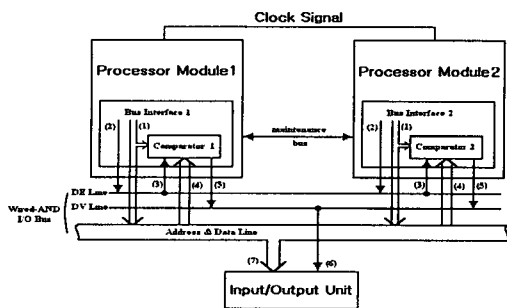 Clock Signal
Processor Module1
Processor Module2
Bus Interface 1
Bus Interface 2
(2)
(1)
(2)
(1)
Comparator 1
Comparator 2
maintenance
bus
(3)
(4)
(5)
(3)
(4)
(5)
DE Line
DV Line
Wired-AND
I/O Bus
Address & Data Line
(7)
(6)
Input/Output Unit